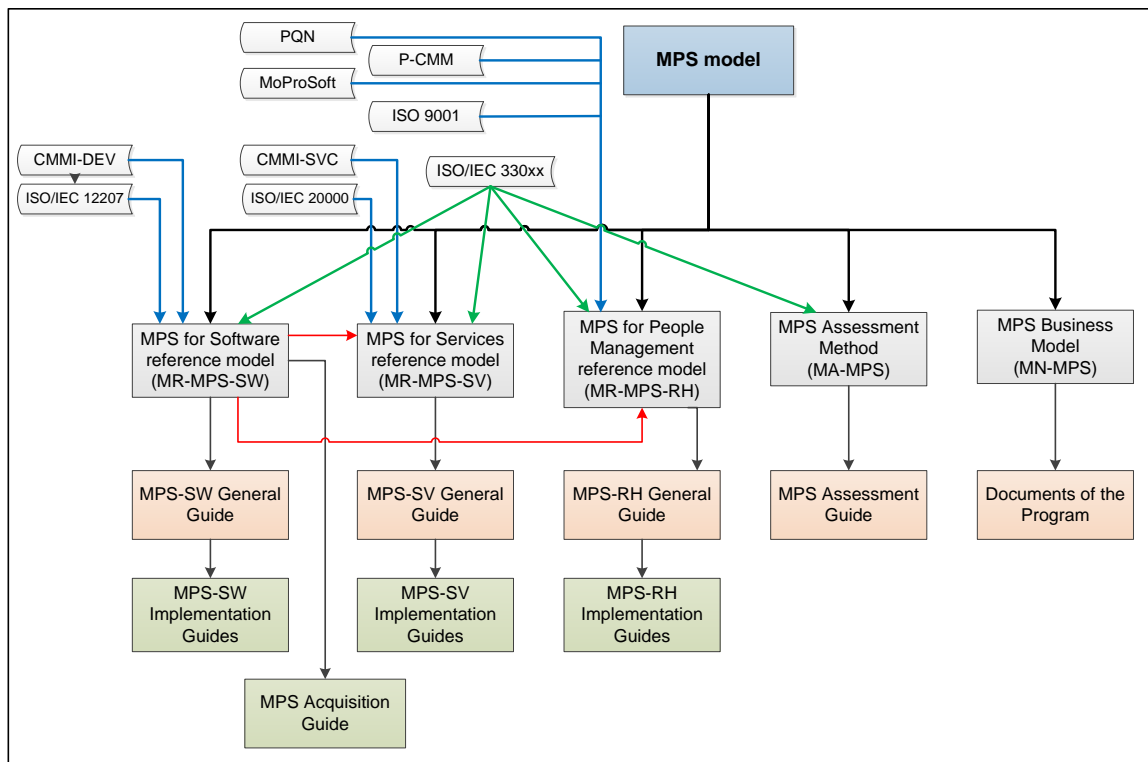 PQN
P-CMM
MPS model
MoProSoft
ISO 9001
CMMI-DEV
CMMI-SVC
ISO/IEC 330xx
ISO/IEC 12207
ISO/IEC 20000
MPS for Software
reference model
(MR-MPS-SW)
MPS for Services
reference model
(MR-MPS-SV)
MPS for People
Management
reference model
(MR-MPS-RH)
MPS Assessment
Method
(MA-MPS)
MPS Business
Model
(MN-MPS)
MPS-SW General
Guide
MPS-SV General
Guide
MPS-RH General
Guide
MPS Assessment
Guide
Documents of the
Program
MPS-SW
Implementation
Guides
MPS-SV
Implementation
Guides
MPS-RH
Implementation
Guides
MPS Acquisition
Guide